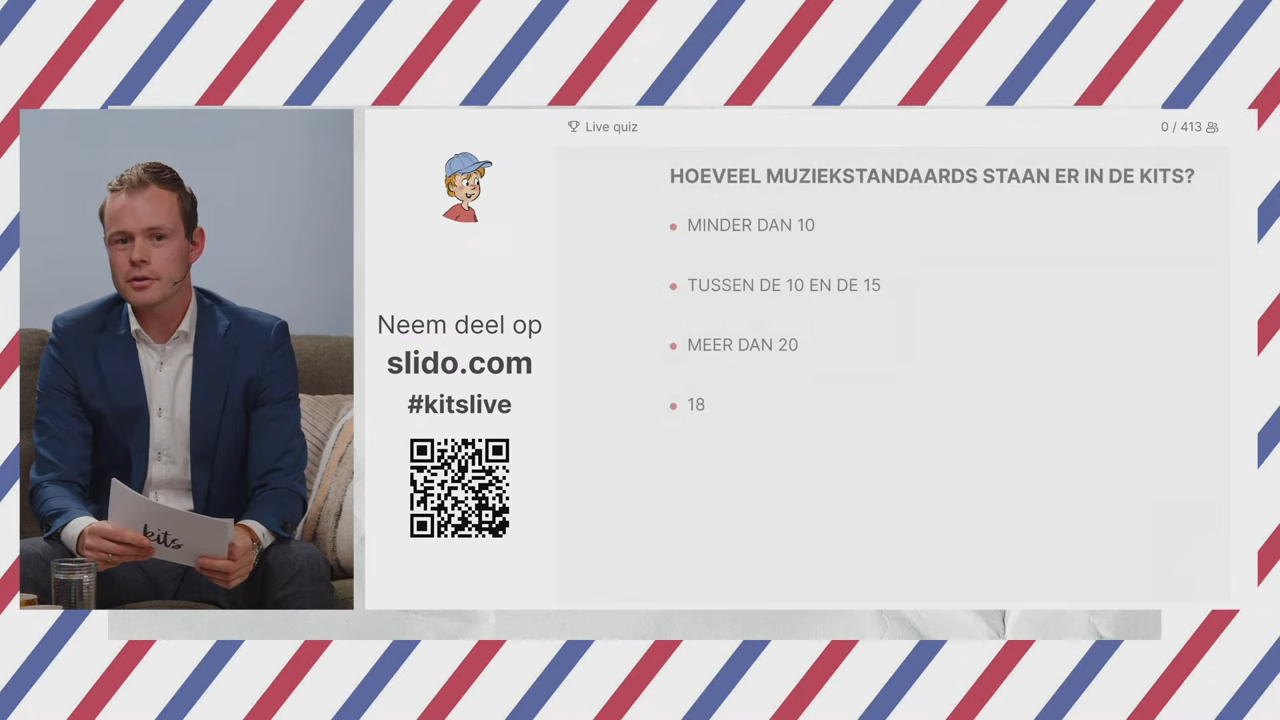 Live quiz
0 / 413
HOEVEEL MUZIEKSTANDAARDS STAAN ER IN DE KITS?
MINDER DAN 10
TUSSEN DE 10 EN DE 15
MEER DAN 20
18
Neem deel op
slido.com
#kitslive
kits